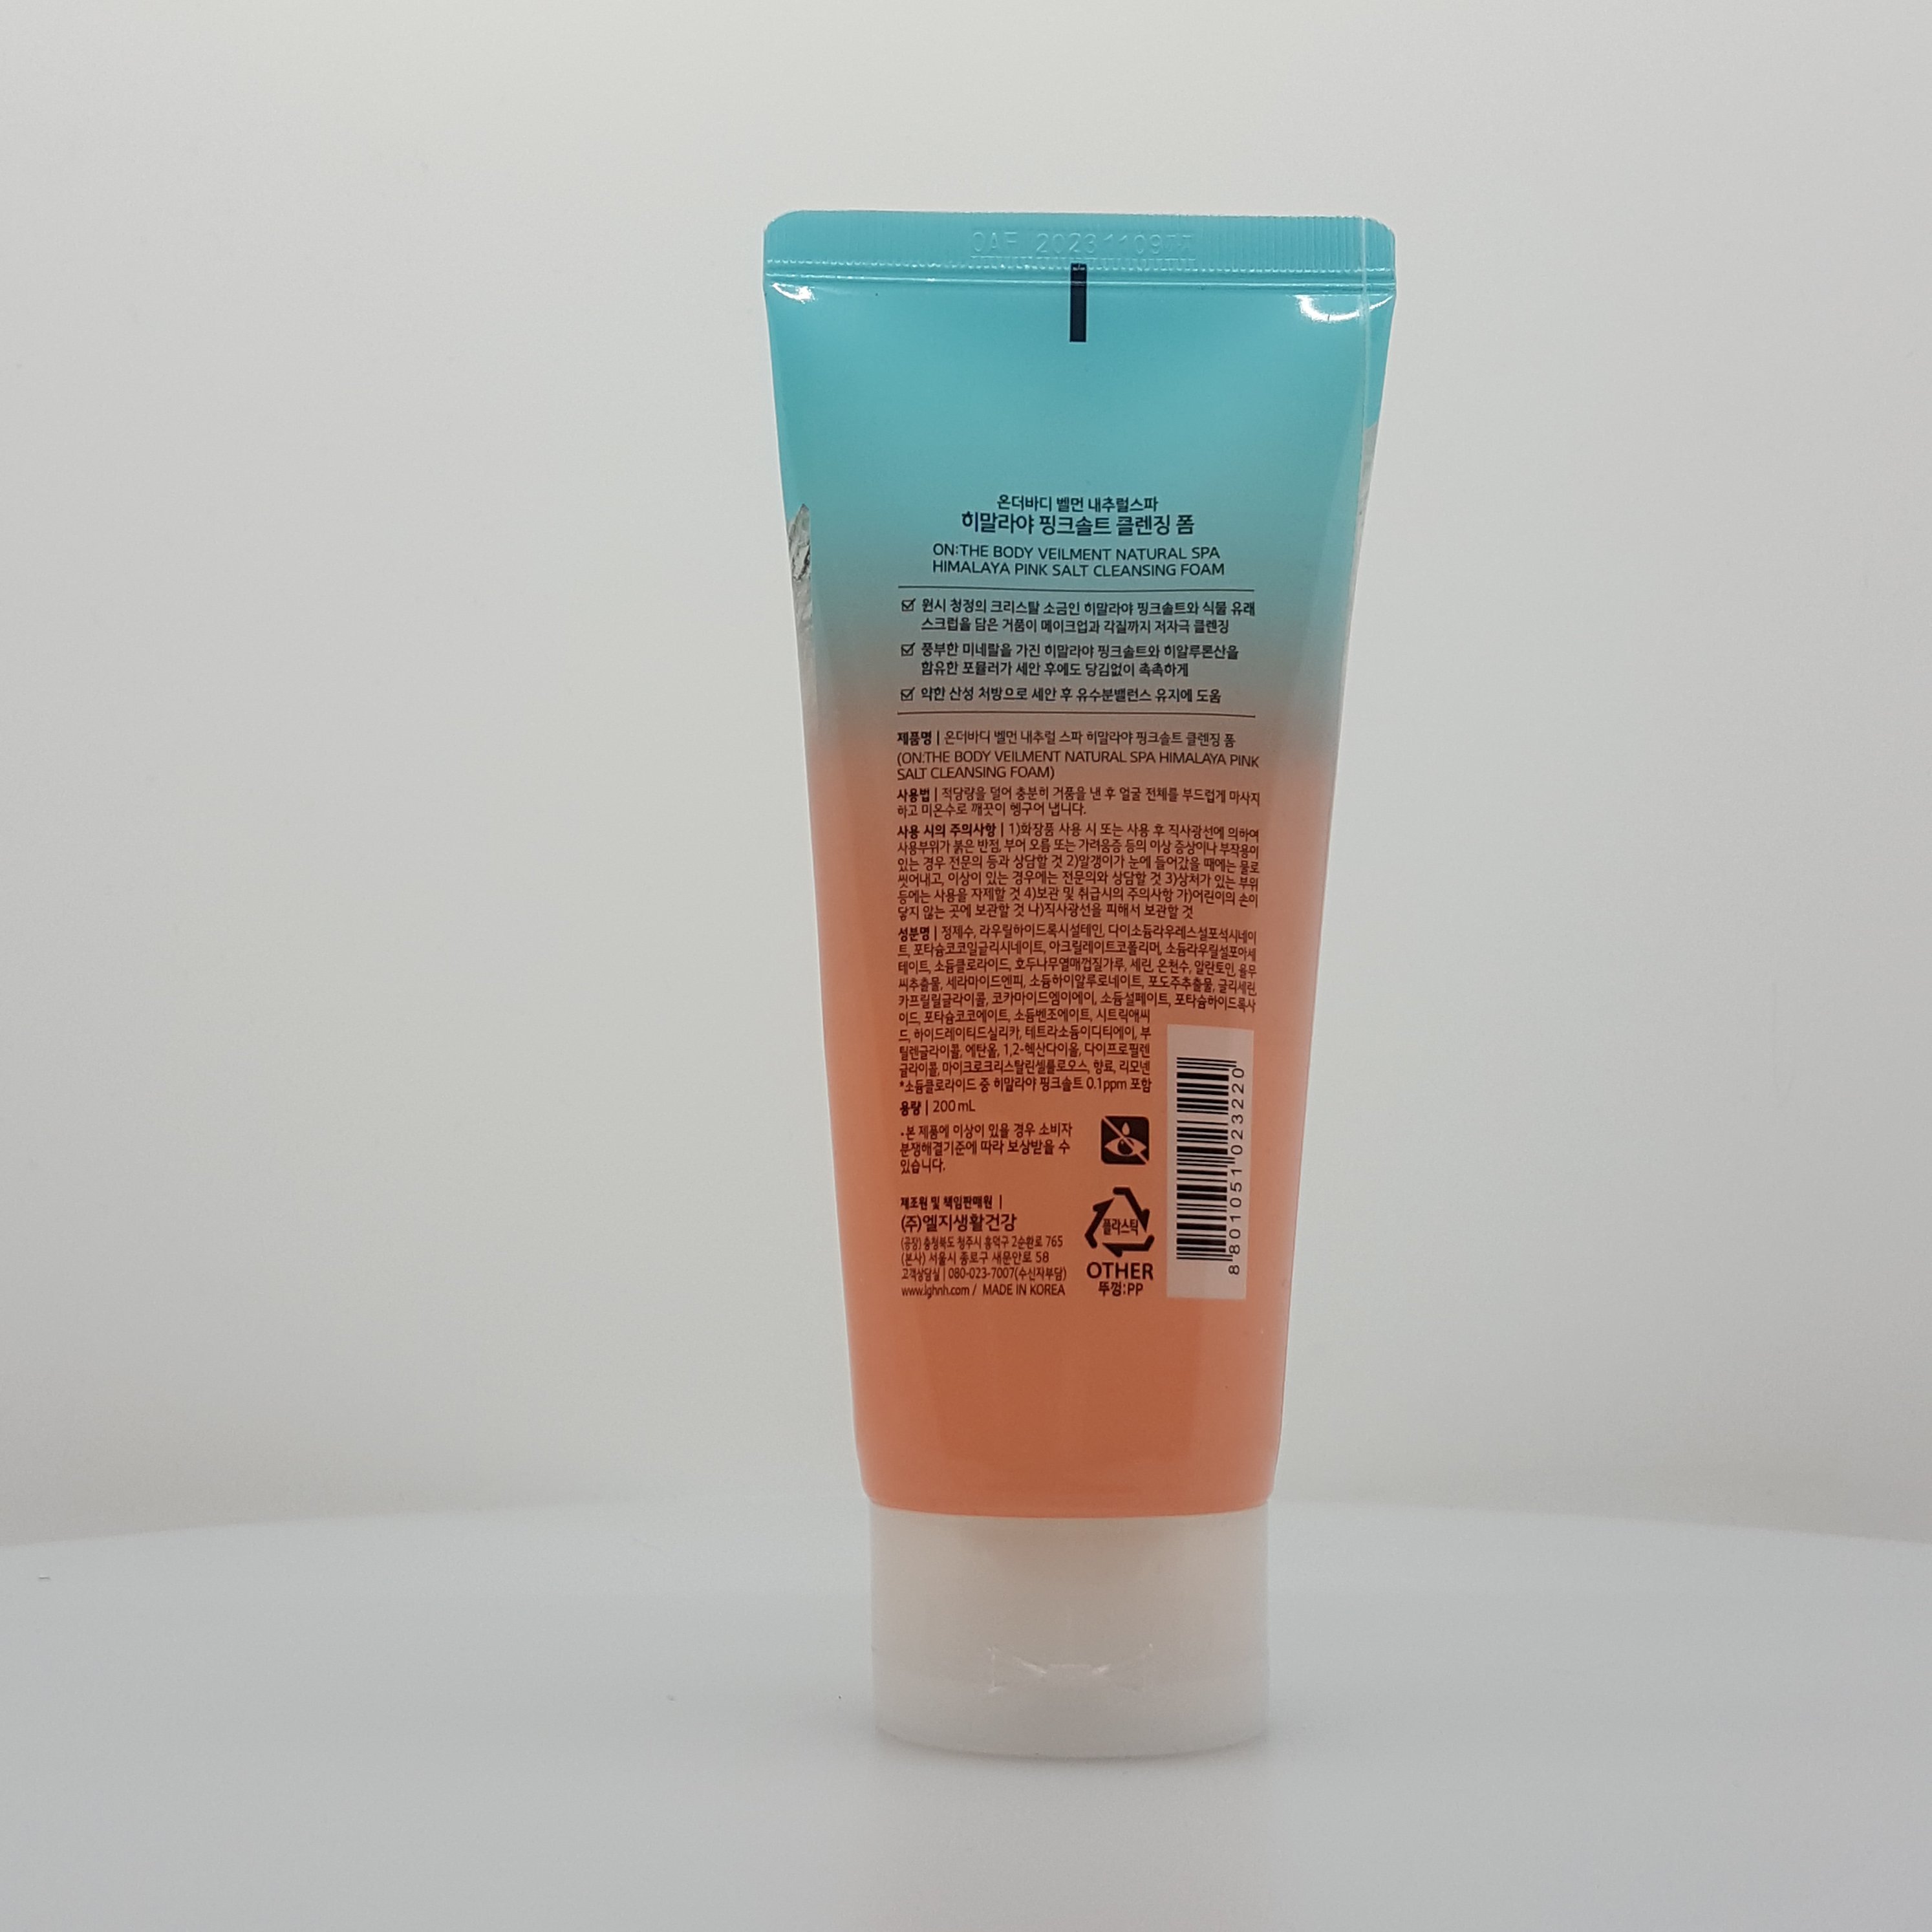 온더바디 벨먼 내추럴스파
히말라야 핑크솔트 클렌징 폼
ON:THE BODY VEILMENT NATURAL SPA
HIMALAYA PINK SALT CLEANSING FOAM
원시 청정의 크리스탈 소금인 히말라야 핑크솔트와 식물 유래
스크럽을 담은 거품이 메이크업과 각질까지 저자극 클렌징
풍부한 미네랄을 가진 히말라야 핑크솔트와 히알루론산을
함유한 포뮬러가 세안 후에도 당김없이 촉촉하게
약한 산성 처방으로 세안 후 유수분밸런스 유지에 도움
제품명 | 온더바디 벨먼 내추럴 스파 히말라야 핑크솔트 클렌징 폼
(ON:THE BODY VEILMENT NATURAL SPA HIMALAYA PINK
SALT CLEANSING FOAM)
사용법 | 적당량을 덜어 충분히 거품을 낸 후 얼굴 전체를 부드럽게 마사지
하고 미온수로 깨끗이 헹구어 냅니다.
사용 시의 주의사항 | 1)화장품 사용 시 또는 사용 후 직사광선에 의하여
사용부위가 붉은 반점, 부어 오름 또는 가려움증 등의 이상 증상이나 부작용이
있는 경우 전문의 등과 상담할 것 2)알갱이가 눈에 들어갔을 때에는 물로
씻어내고, 이상이 있는 경우에는 전문의와 상담할 것 3)상처가 있는 부위
등에는 사용을 자제할 것 4)보관 및 취급시의 주의사항 가)어린이의 손이
닿지 않는 곳에 보관할 것 나)직사광선을 피해서 보관할 것
성분명 | 정제수, 라우릴하이드록시설테인, 다이소듐라우레스설포석시네이
트, 포타슘코코일글리시네이트, 아크릴레이트코폴리머, 소듐라우릴설포아세
테이트, 소듐클로라이드, 호두나무열매껍질가루, 세린, 온천수, 알란토인, 율무
씨추출물, 세라마이드엔피, 소듐하이알루로네이트, 포도주추출물, 글리세린,
카프릴릴글라이콜, 코카마이드엠이에이, 소듐설페이트, 포타슘하이드록사
이드, 포타슘코코에이트, 소듐벤조에이트, 시트릭애씨
드, 하이드레이티드실리카, 테트라소듐이디티에이, 부
틸렌글라이콜, 에탄올, 1,2-헥산다이올, 다이프로필렌
글라이콜, 마이크로크리스탈린셀룰로오스, 향료, 리모넨
*소듐클로라이드 중 히말라야 핑크솔트 0.1ppm 포함
용량 | 200 mL
•본 제품에 이상이 있을 경우 소비자
분쟁해결기준에 따라 보상받을 수
있습니다.
제조원 및 책임판매원 |
(주)엘지생활건강
(공장) 충청북도 청주시 흥덕구 2순환로 765
(본사) 서울시 종로구 새문안로 58
고객상담실 | 080-023-7007(수신자부담)
www.lghnh.com / MADE IN KOREA
플라스틱
OTHER
뚜껑:PP
8801051023220